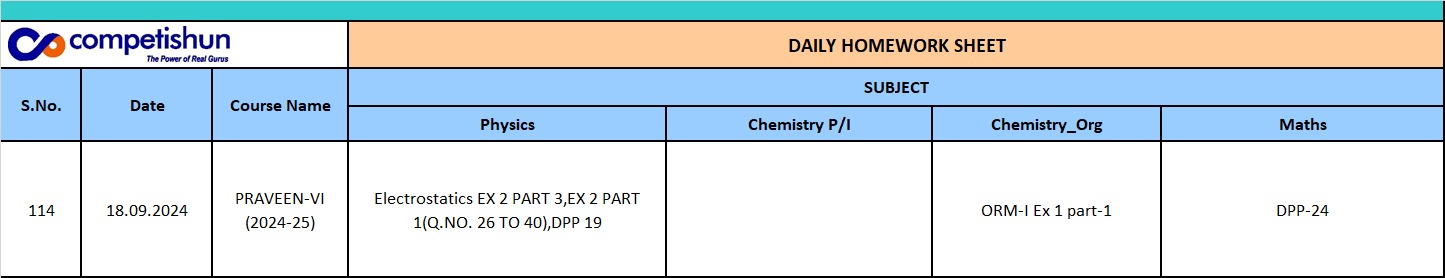 competishun
The Power of Real Gurus
DAILY HOMEWORK SHEET
S.No.
Date
Course Name
SUBJECT
Physics
Chemistry P/I
Chemistry_Org
Maths
114
18.09.2024
PRAVEEN-VI
(2024-25)
Electrostatics EX 2 PART 3,EX 2 PART
1(Q.NO. 26 TO 40),DPP 19
ORM-I Ex 1 part-1
DPP-24